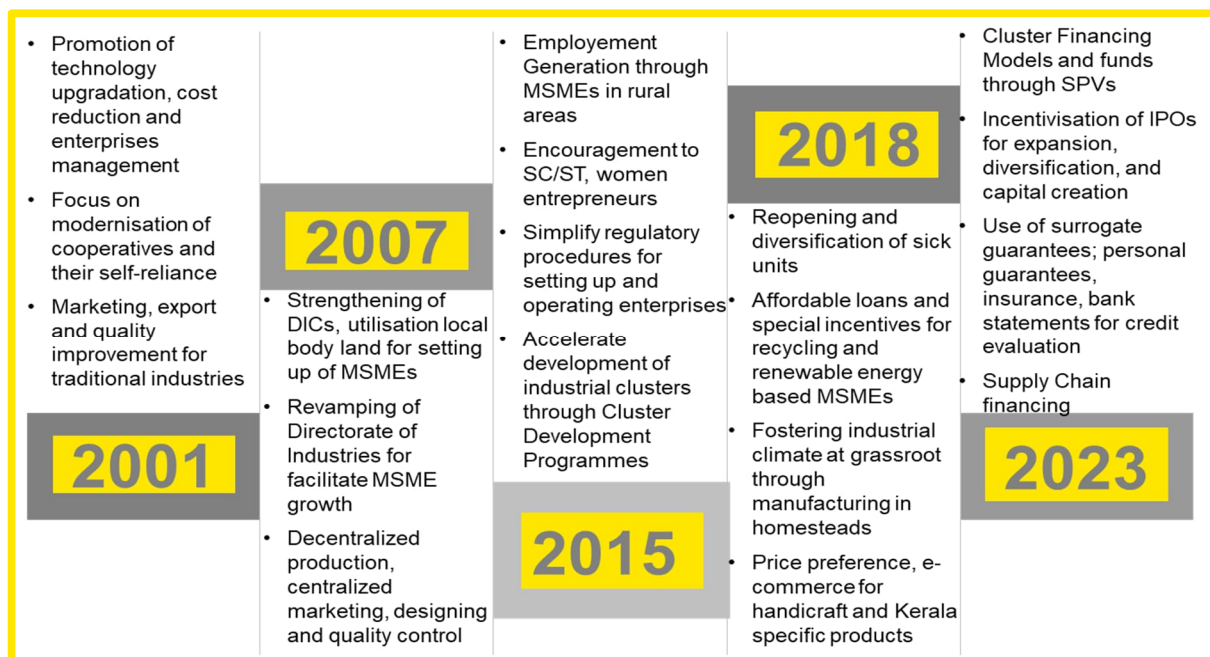 • Promotion of
technology
upgradation, cost
reduction and
enterprises
management
• Focus on
modernisation of
cooperatives and
their self-reliance
• Marketing, export
and quality
improvement for
traditional industries
2001
2007
• Strengthening of
DICs, utilisation local
body land for setting
up of MSMEs
• Revamping of
Directorate of
Industries for
facilitate MSME
growth
• Decentralized
production,
centralized
marketing, designing
and quality control
• Employement
Generation through
MSMEs in rural
areas
• Encouragement to
SC/ST, women
entrepreneurs
• Simplify regulatory
procedures for
setting up and
operating enterprises
• Accelerate
development of
industrial clusters
through Cluster
Development
Programmes
2015
2018
• Reopening and
diversification of sick
units
• Affordable loans and
special incentives for
recycling and
renewable energy
based MSMEs
• Fostering industrial
climate at grassroot
through
manufacturing in
homesteads
• Price preference, e-
commerce for
handicraft and Kerala
specific products
• Cluster Financing
Models and funds
through SPVs
• Incentivisation of IPOs
for expansion,
diversification, and
capital creation
• Use of surrogate
guarantees; personal
guarantees,
insurance, bank
statements for credit
evaluation
• Supply Chain
financing
2023